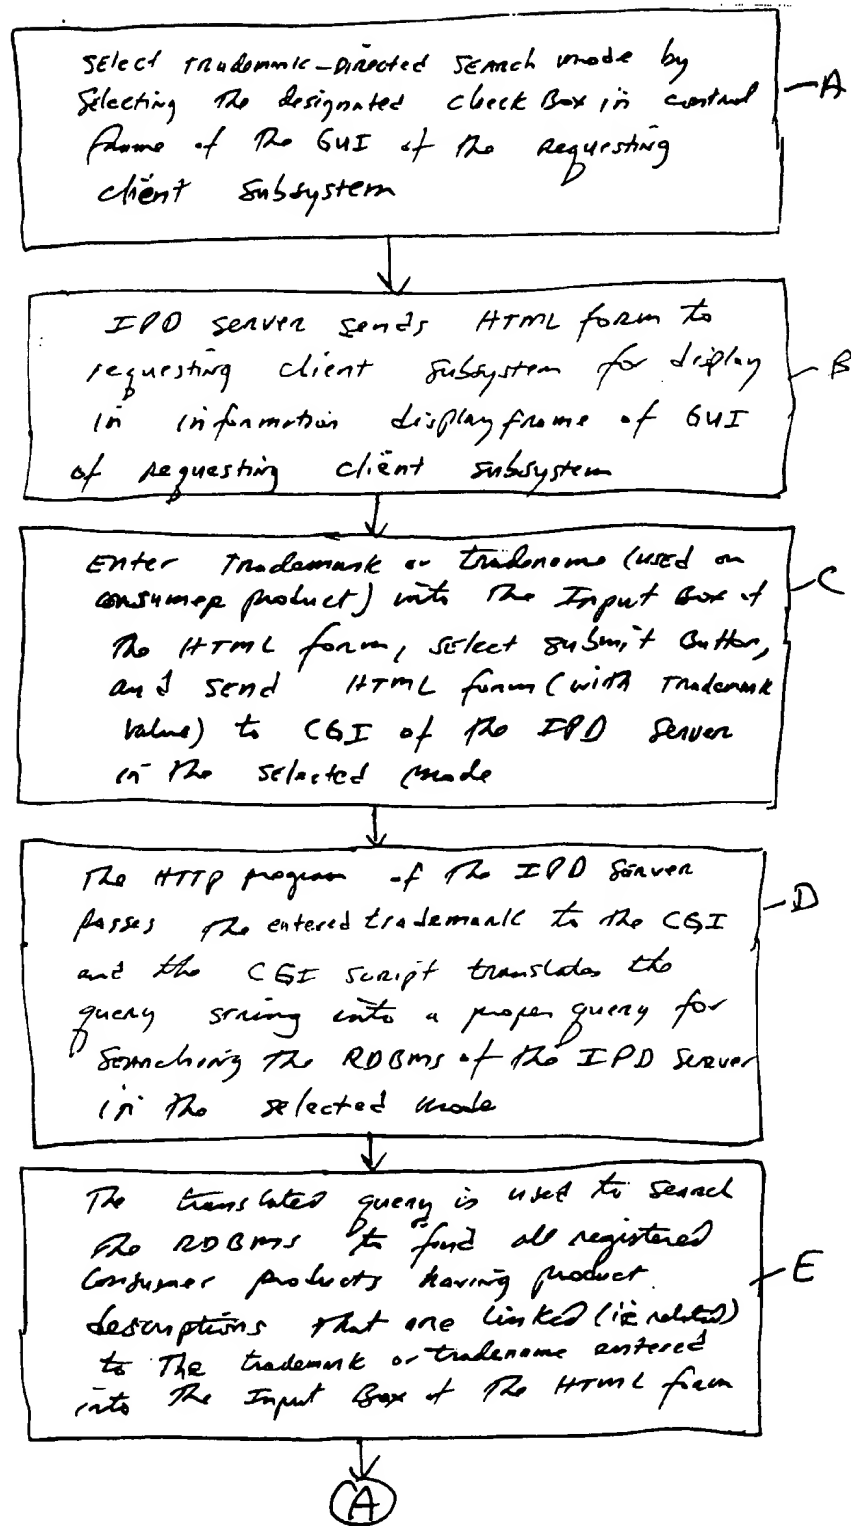 Select Trademark-Directed Search mode by
Selecting the designated check Box in control
frame of the GUI of the requesting
client subsystem
A
IPD server sends HTML form to
requesting client subsystem for display
in information display frame of GUI
of requesting client subsystem
B
Enter Trademark or tradename (used on
consumer product) into the Input Box of
the HTML form, select submit Button,
and send HTML form (with Trademark
Value) to CGI of the IPD Server
in the selected mode
C
The HTTP program of the IPD Server
passes the entered trademark to the CGI
and the CGI script translates the
query string into a proper query for
Searching the RDBMS of the IPD Server
in the selected mode
D
The translated query is used to search
the RDBMS to find all registered
Consumer products having product
descriptions that are linked (ie related)
to the trademark or tradename entered
into the Input Box of the HTML form
E
A